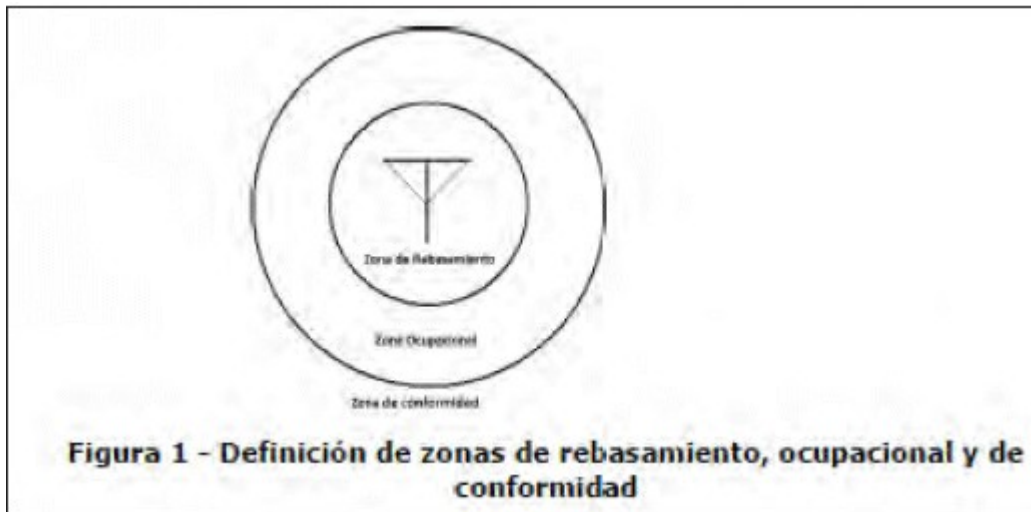 Zona de Rebasamiento
Zona Ocupacional
Zona de conformidad
Figura 1 - Definición de zonas de rebasamiento, ocupacional y de
conformidad